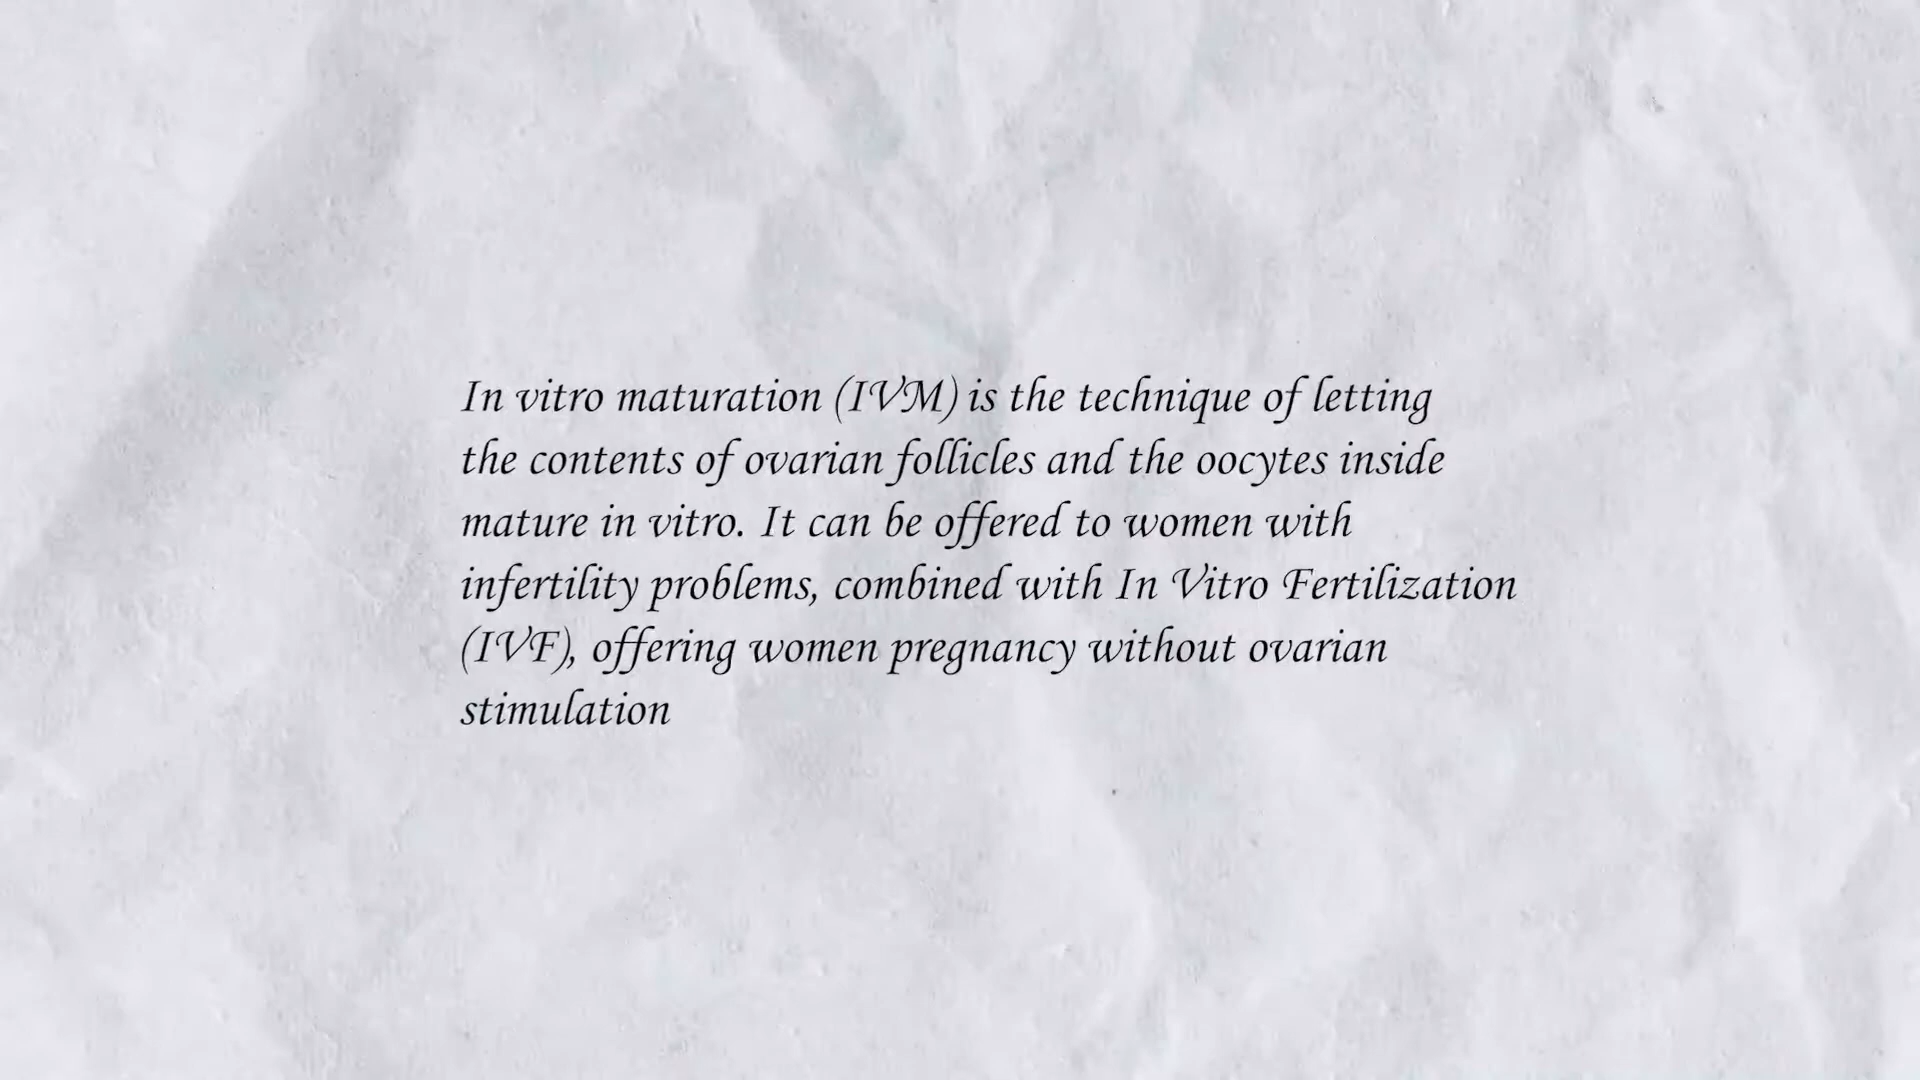 In vitro maturation (IVM) is the technique of letting
the contents of ovarian follicles and the oocytes inside
mature in vitro. It can be offered to women with
infertility problems, combined with In Vitro Fertilization
(IVF), offering women pregnancy without ovarian
stimulation